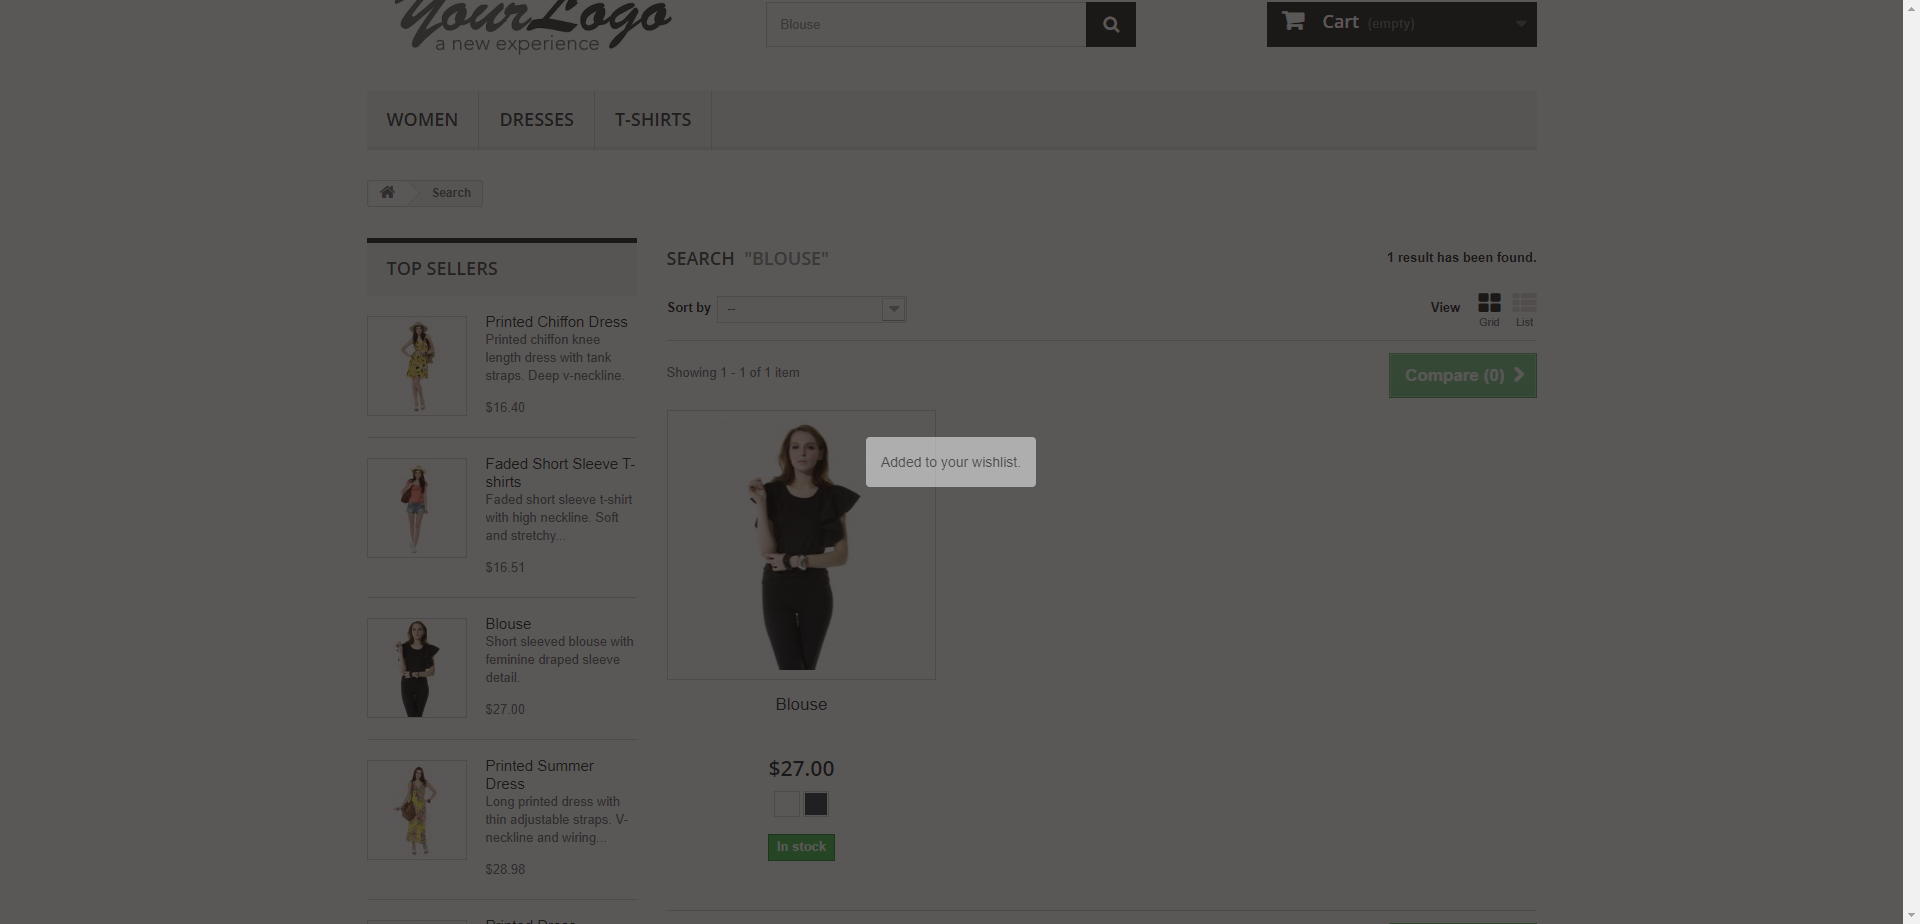 YourLogo
a new experience
Blouse
Cart (empty)
WOMEN
DRESSES
T-SHIRTS
Search
TOP SELLERS
Printed Chiffon Dress
Printed chiffon knee
length dress with tank
straps. Deep v-neckline.
$16.40
Faded Short Sleeve T-
shirts
Faded short sleeve t-shirt
with high neckline. Soft
and stretchy...
$16.51
Blouse
Short sleeved blouse with
feminine draped sleeve
detail.
$27.00
Printed Summer
Dress
Long printed dress with
thin adjustable straps. V-
neckline and wiring...
$28.98
Printed Dress
SEARCH "BLOUSE"
1 result has been found.
Sort by --
View
Grid
List
Showing 1 - 1 of 1 item
Compare (0)
Added to your wishlist.
Blouse
$27.00
In stock